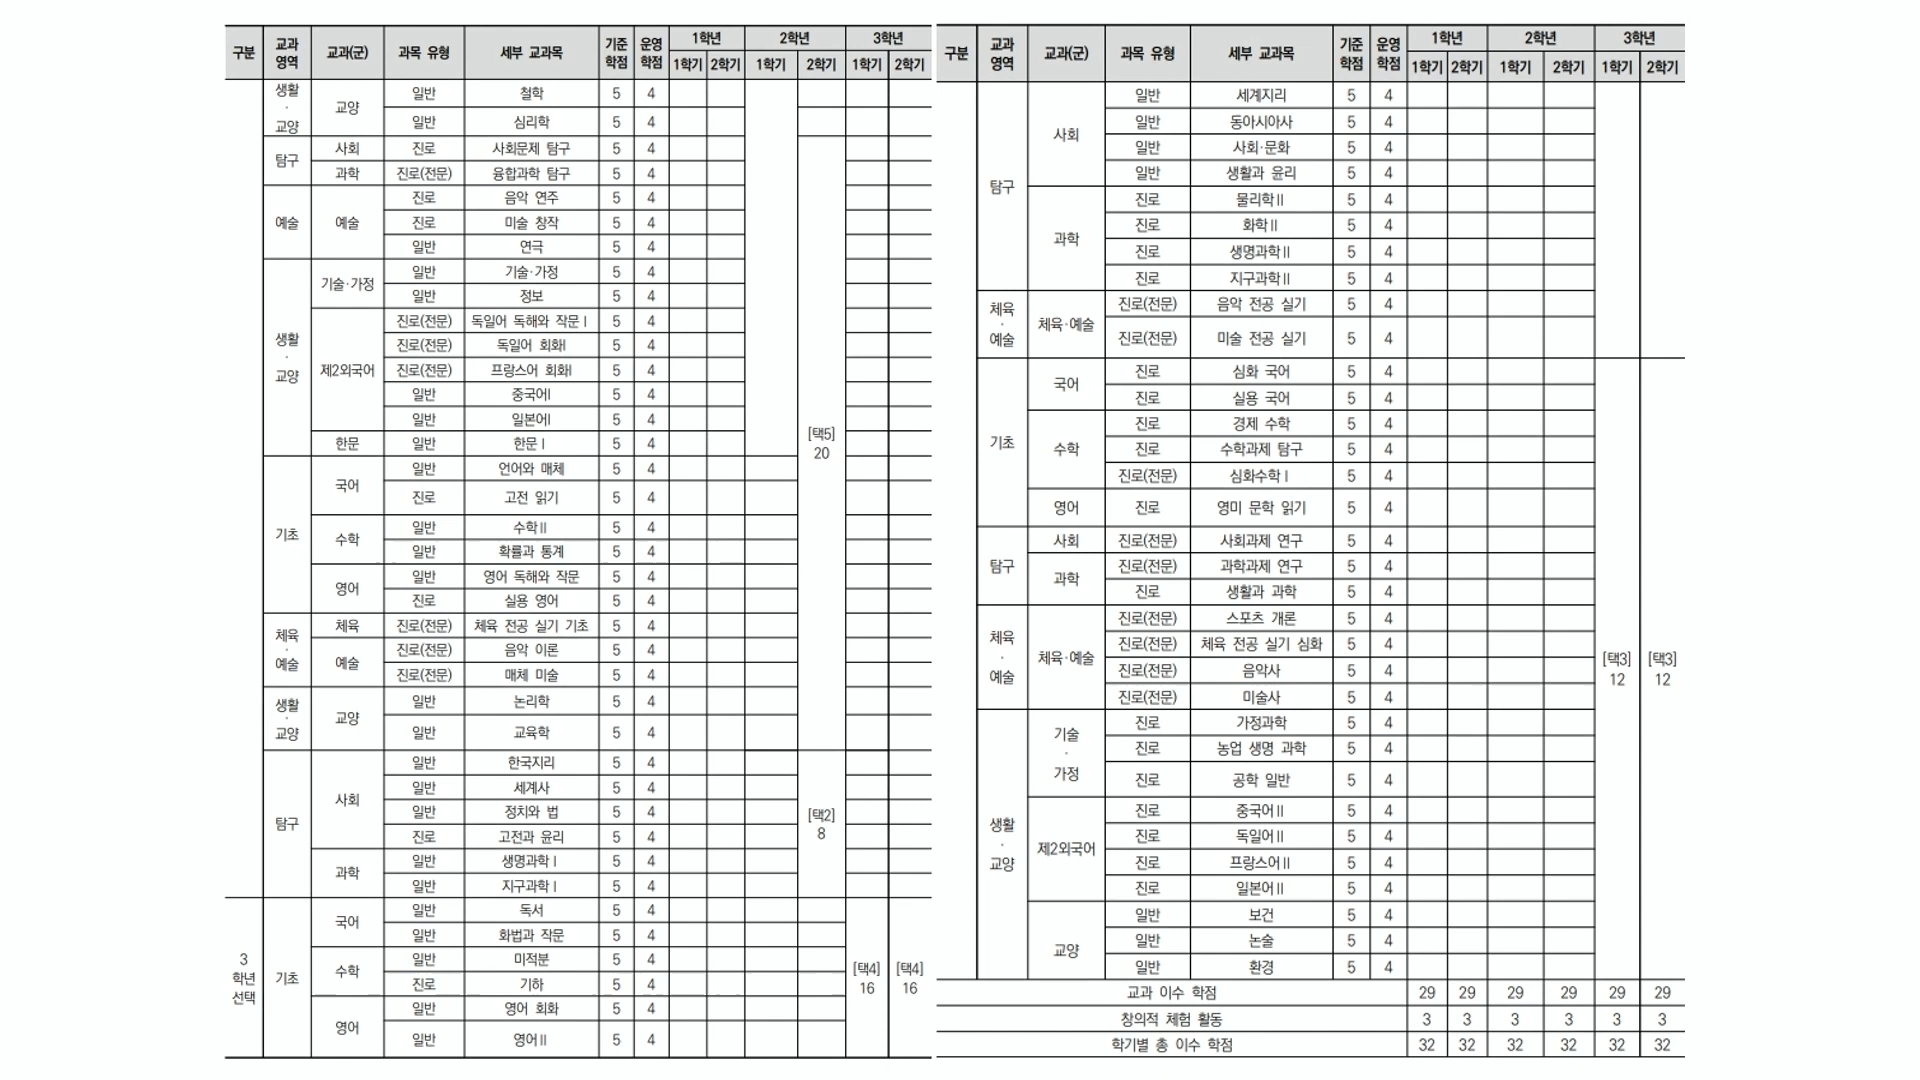 구분 교과 영역 교과(군) 과목 유형 세부 교과목 기준 학점 운영 학점 1학년 2학년 3학년
1학기 2학기 1학기 2학기 1학기 2학기
생활·교양 교양 일반 철학 5 4
일반 심리학 5 4
탐구 사회 진로 사회문제 탐구 5 4
과학 진로(전문) 융합과학 탐구 5 4
예술 예술 진로 음악 연주 5 4
진로 미술 창작 5 4
일반 연극 5 4
생활·교양 기술·가정 일반 기술·가정 5 4
일반 정보 5 4
제2외국어 진로(전문) 독일어 독해와 작문Ⅰ 5 4
진로(전문) 독일어 회화Ⅰ 5 4
진로(전문) 프랑스어 회화Ⅰ 5 4
일반 중국어Ⅰ 5 4
일반 일본어Ⅰ 5 4
한문 일반 한문Ⅰ 5 4
[택5] 20
기초 국어 일반 언어와 매체 5 4
진로 고전 읽기 5 4
수학 일반 수학Ⅱ 5 4
일반 확률과 통계 5 4
영어 일반 영어 독해와 작문 5 4
진로 실용 영어 5 4
체육·예술 체육 진로(전문) 체육 전공 실기 기초 5 4
예술 진로(전문) 음악 이론 5 4
진로(전문) 매체 미술 5 4
생활·교양 교양 일반 논리학 5 4
일반 교육학 5 4
탐구 사회 일반 한국지리 5 4
일반 세계사 5 4
일반 정치와 법 5 4
[택2] 8
진로 고전과 윤리 5 4
과학 일반 생명과학Ⅰ 5 4
일반 지구과학Ⅰ 5 4
3학년 선택 기초 국어 일반 독서 5 4
일반 화법과 작문 5 4
수학 일반 미적분 5 4
[택4] 16 [택4] 16
진로 기하 5 4
영어 일반 영어 회화 5 4
일반 영어Ⅱ 5 4
구분 교과 영역 교과(군) 과목 유형 세부 교과목 기준 학점 운영 학점 1학년 2학년 3학년
1학기 2학기 1학기 2학기 1학기 2학기
탐구 사회 일반 세계지리 5 4
일반 동아시아사 5 4
일반 사회·문화 5 4
일반 생활과 윤리 5 4
과학 진로 물리학Ⅱ 5 4
진로 화학Ⅱ 5 4
진로 생명과학Ⅱ 5 4
진로 지구과학Ⅱ 5 4
체육·예술 체육·예술 진로(전문) 음악 전공 실기 5 4
진로(전문) 미술 전공 실기 5 4
기초 국어 진로 심화 국어 5 4
진로 실용 국어 5 4
수학 진로 경제 수학 5 4
진로 수학과제 탐구 5 4
진로(전문) 심화수학Ⅰ 5 4
영어 진로 영미 문학 읽기 5 4
탐구 사회 진로(전문) 사회과제 연구 5 4
과학 진로(전문) 과학과제 연구 5 4
진로 생활과 과학 5 4
체육·예술 체육·예술 진로(전문) 스포츠 개론 5 4
진로(전문) 체육 전공 실기 심화 5 4
[택3] 12 [택3] 12
진로(전문) 음악사 5 4
진로(전문) 미술사 5 4
생활·교양 기술·가정 진로 가정과학 5 4
진로 농업 생명 과학 5 4
진로 공학 일반 5 4
제2외국어 진로 중국어Ⅱ 5 4
진로 독일어Ⅱ 5 4
진로 프랑스어Ⅱ 5 4
진로 일본어Ⅱ 5 4
교양 일반 보건 5 4
일반 논술 5 4
일반 환경 5 4
교과 이수 학점 29 29 29 29 29 29
창의적 체험 활동 3 3 3 3 3 3
학기별 총 이수 학점 32 32 32 32 32 32